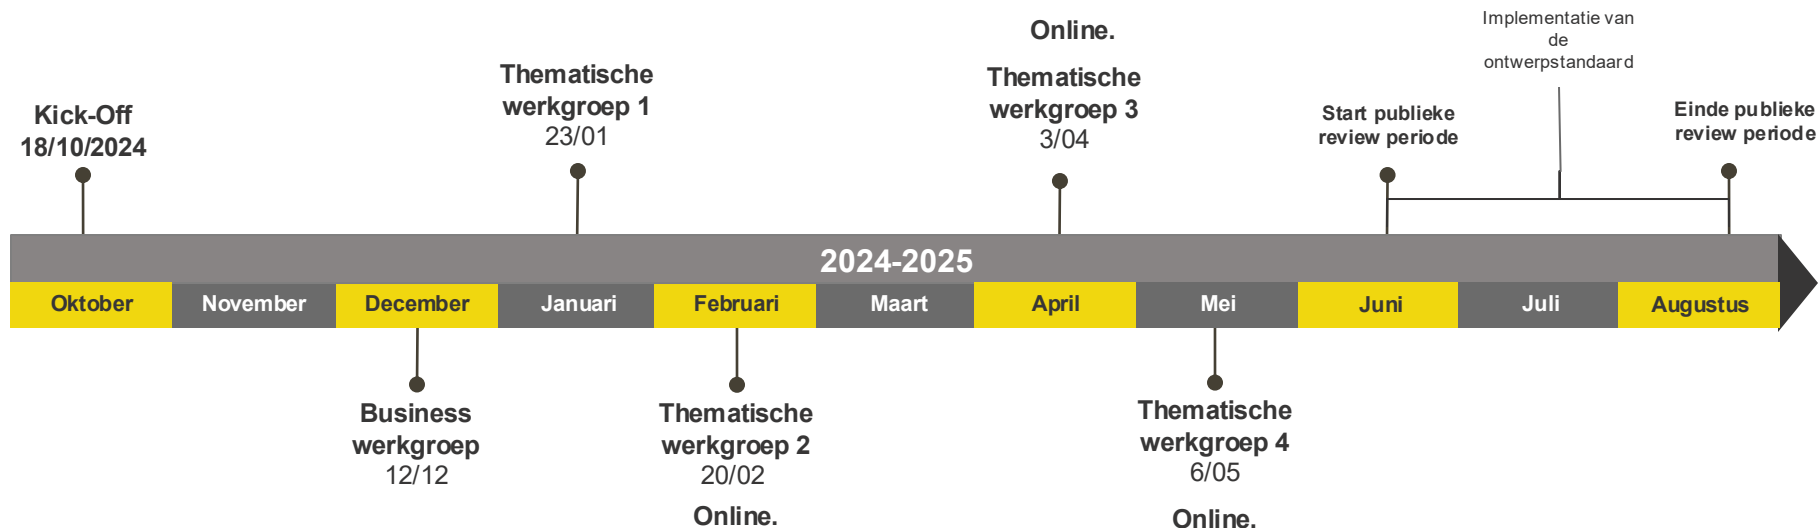 Kick-Off
18/10/2024
Thematische
werkgroep 1
23/01
Online.
Thematische
werkgroep 3
3/04
Start publieke
review periode
Implementatie van
de
ontwerpstandaard
Einde publieke
review periode
2024-2025
Oktober
November
December
Januari
Februari
Maart
April
Mei
Juni
Juli
Augustus
Business
werkgroep
12/12
Thematische
werkgroep 2
20/02
Online.
Thematische
werkgroep 4
6/05
Online.